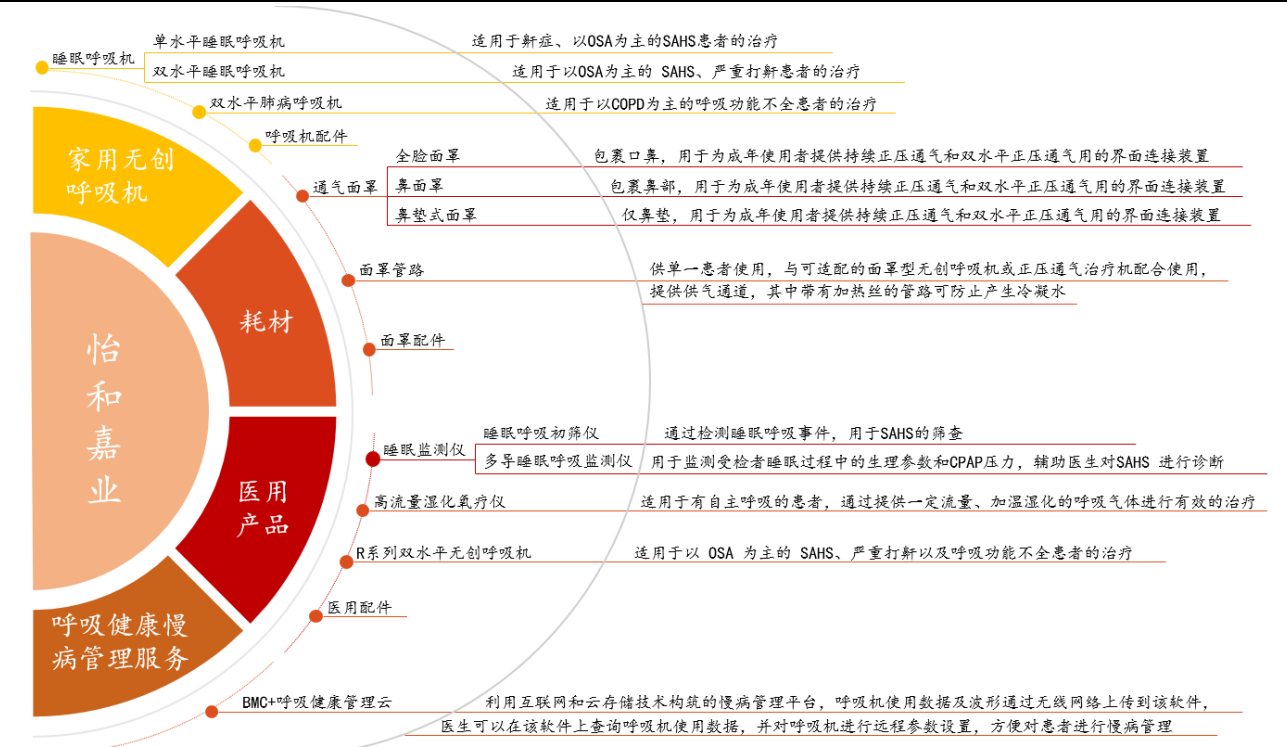 睡眠呼吸机
单水平睡眠呼吸机 适用于鼾症、以OSA为主的SAHS患者的治疗
双水平睡眠呼吸机 适用于以OSA为主的 SAHS、严重打鼾患者的治疗
双水平肺病呼吸机 适用于以COPD为主的呼吸功能不全患者的治疗
呼吸机配件
家用无创
呼吸机
通气面罩
全脸面罩 包裹口鼻，用于为成年使用者提供持续正压通气和双水平正压通气用的界面连接装置
鼻面罩 包裹鼻部，用于为成年使用者提供持续正压通气和双水平正压通气用的界面连接装置
鼻垫式面罩 仅鼻垫，用于为成年使用者提供持续正压通气和双水平正压通气用的界面连接装置
面罩管路 供单一患者使用，与可适配的面罩型无创呼吸机或正压通气治疗机配合使用，
提供供气通道，其中带有加热丝的管路可防止产生冷凝水
耗材
面罩配件
怡和嘉业
睡眠监测仪
睡眠呼吸初筛仪 通过检测睡眠呼吸事件，用于SAHS的筛查
多导睡眠呼吸监测仪 用于监测受检者睡眠过程中的生理参数和CPAP压力，辅助医生对SAHS 进行诊断
医用
产品
高流量湿化氧疗仪 适用于有自主呼吸的患者，通过提供一定流量、加温湿化的呼吸气体进行有效的治疗
R系列双水平无创呼吸机 适用于以 OSA 为主的 SAHS、严重打鼾以及呼吸功能不全患者的治疗
医用配件
呼吸健康慢
病管理服务
BMC+呼吸健康管理云 利用互联网和云存储技术构筑的慢病管理平台，呼吸机使用数据及波形通过无线网络上传到该软件，
医生可以在该软件上查询呼吸机使用数据，并对呼吸机进行远程参数设置，方便对患者进行慢病管理